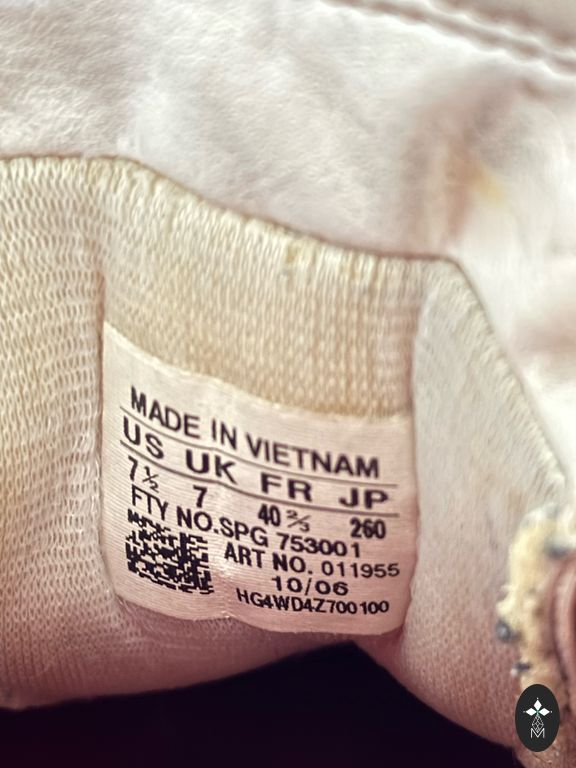 MADE IN VIETNAM
US UK FR JP
7½ 7 40⅔ 260
FTY NO.SPG 753001
ART NO. 011955
10/06
HG4WD4Z700100
M